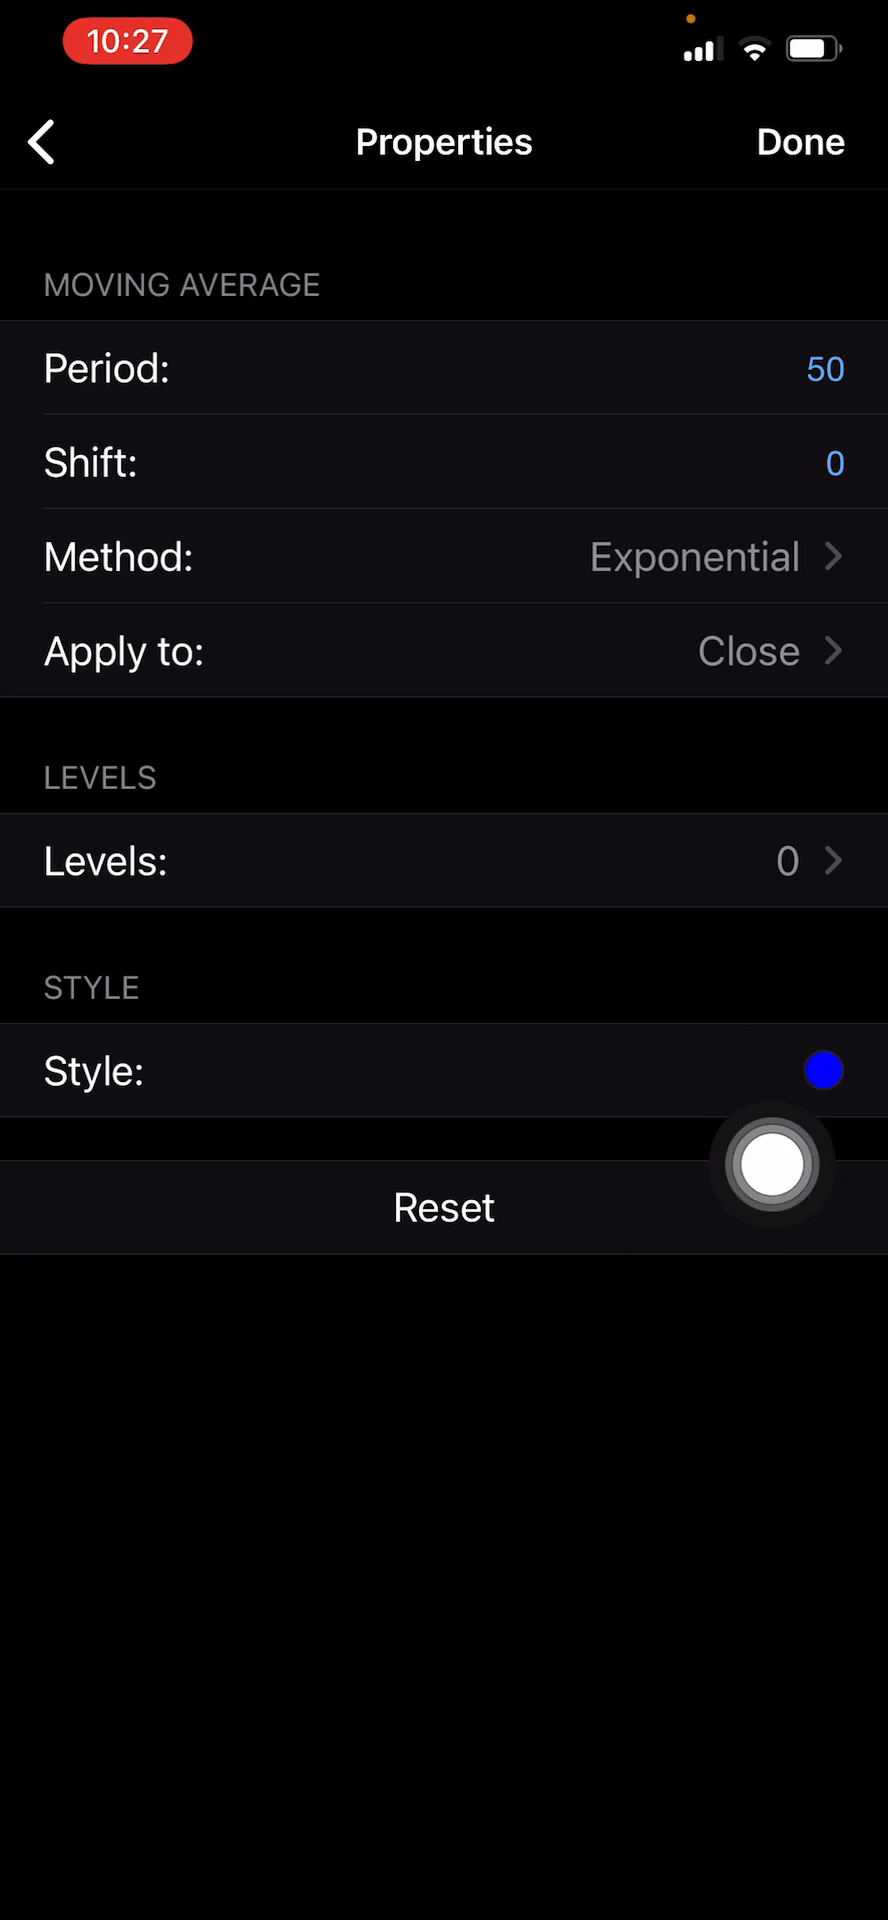 10:27
Properties
Done
MOVING AVERAGE
Period: 50
Shift: 0
Method: Exponential
Apply to: Close
LEVELS
Levels: 0
STYLE
Style:
Reset